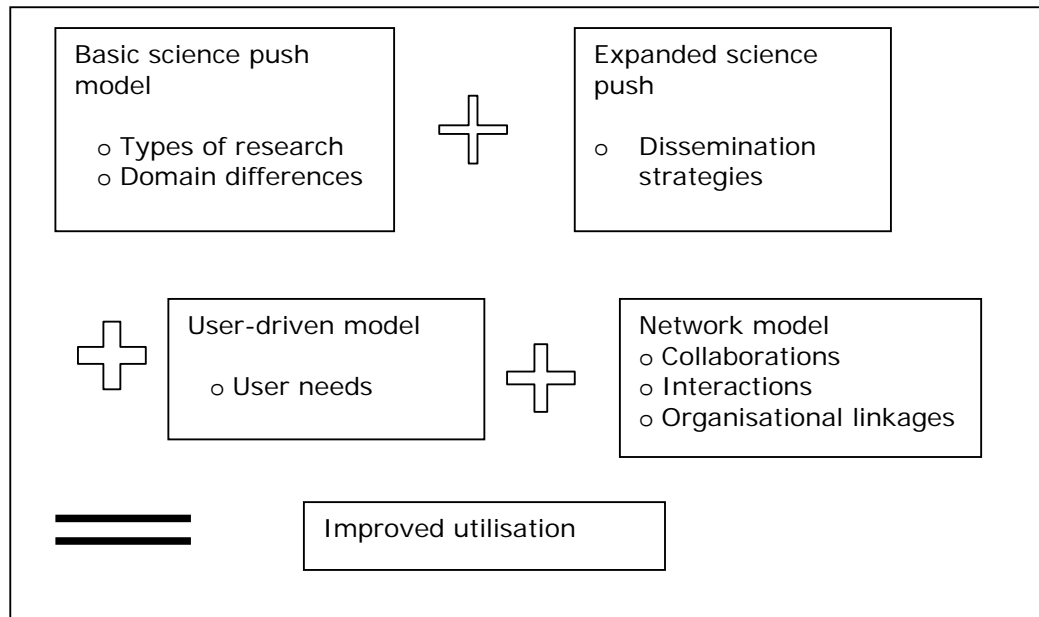 Basic science push
model
o Types of research
o Domain differences
Expanded science
push
o Dissemination
strategies
User-driven model
o User needs
Network model
o Collaborations
o Interactions
o Organisational linkages
Improved utilisation